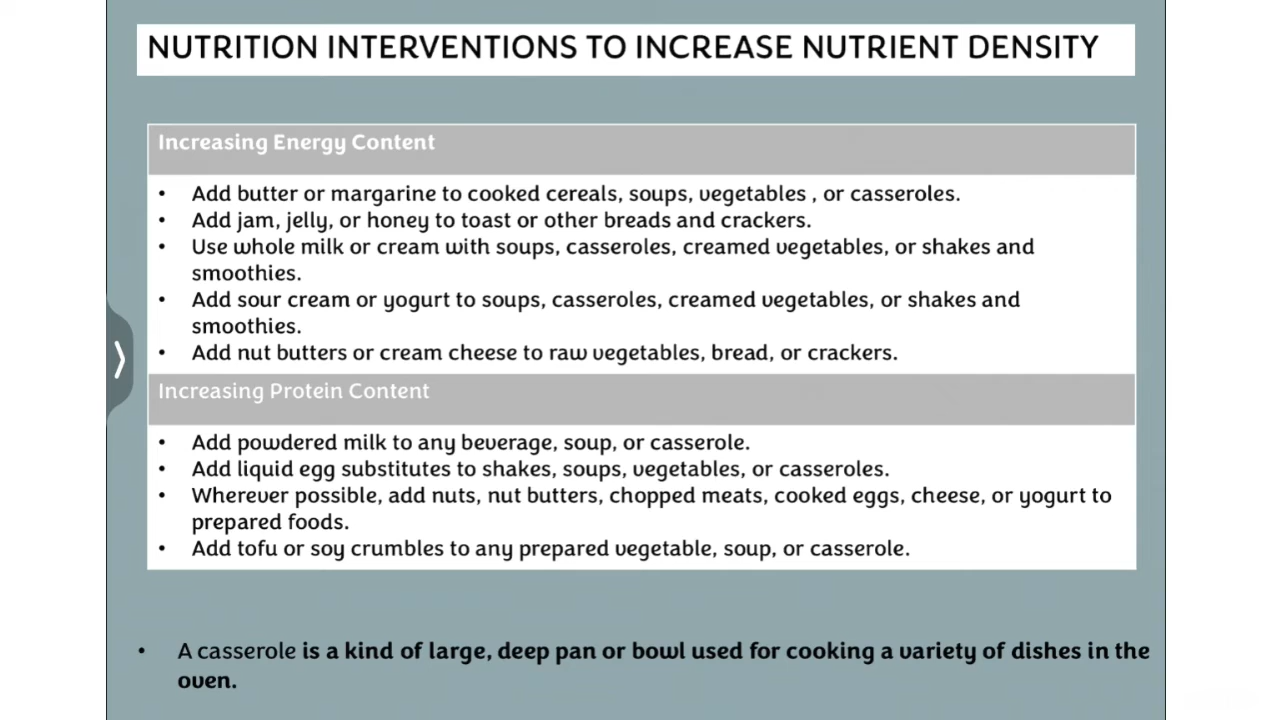 NUTRITION INTERVENTIONS TO INCREASE NUTRIENT DENSITY
Increasing Energy Content
• Add butter or margarine to cooked cereals, soups, vegetables , or casseroles.
• Add jam, jelly, or honey to toast or other breads and crackers.
• Use whole milk or cream with soups, casseroles, creamed vegetables, or shakes and
smoothies.
• Add sour cream or yogurt to soups, casseroles, creamed vegetables, or shakes and
smoothies.
• Add nut butters or cream cheese to raw vegetables, bread, or crackers.
Increasing Protein Content
• Add powdered milk to any beverage, soup, or casserole.
• Add liquid egg substitutes to shakes, soups, vegetables, or casseroles.
• Wherever possible, add nuts, nut butters, chopped meats, cooked eggs, cheese, or yogurt to
prepared foods.
• Add tofu or soy crumbles to any prepared vegetable, soup, or casserole.
• A casserole is a kind of large, deep pan or bowl used for cooking a variety of dishes in the
oven.